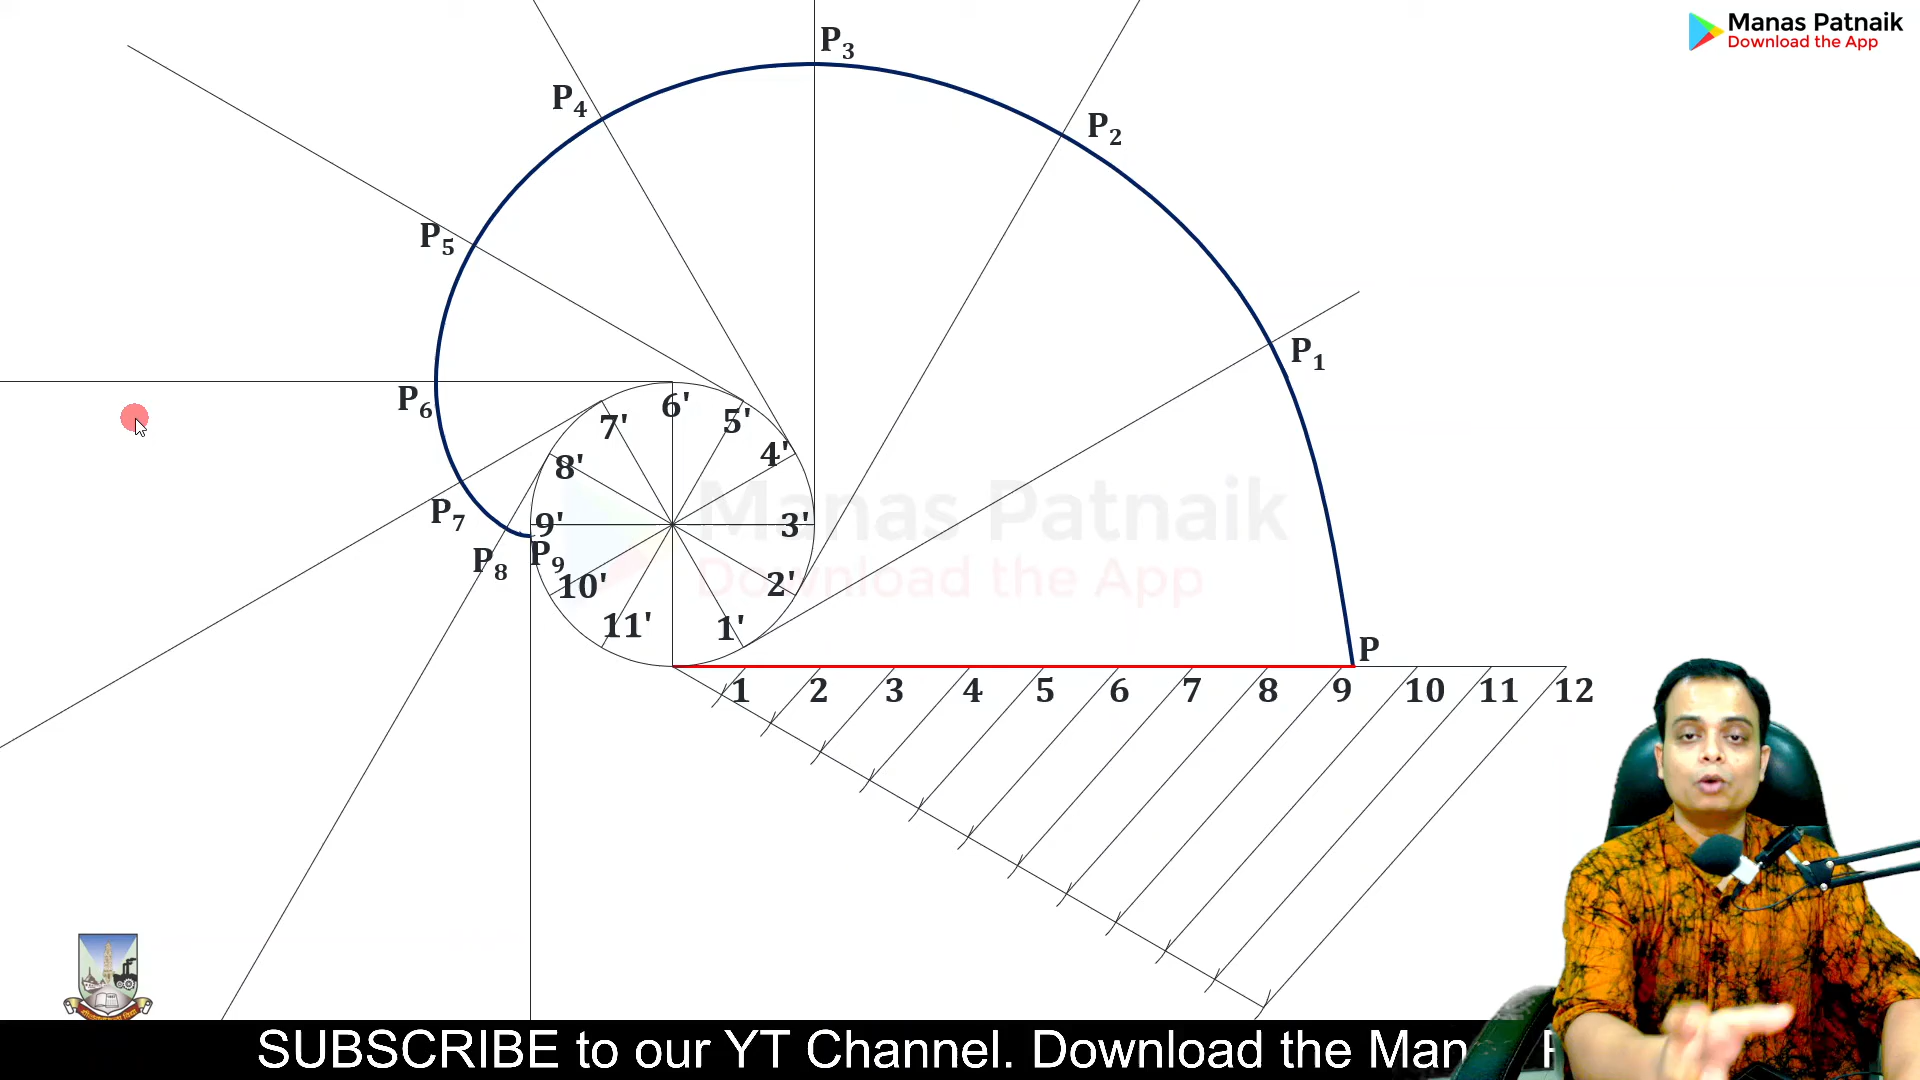 Manas Patnaik
Download the App
P3
P4
P2
P5
P1
P6
6'
7'
5'
4'
8'
Manas Patnaik
Download the App
9'
3'
P7
P8
P9
10'
2'
11'
1'
P
1 2 3 4 5 6 7 8 9 10 11 12
SUBSCRIBE to our YT Channel. Download the Man